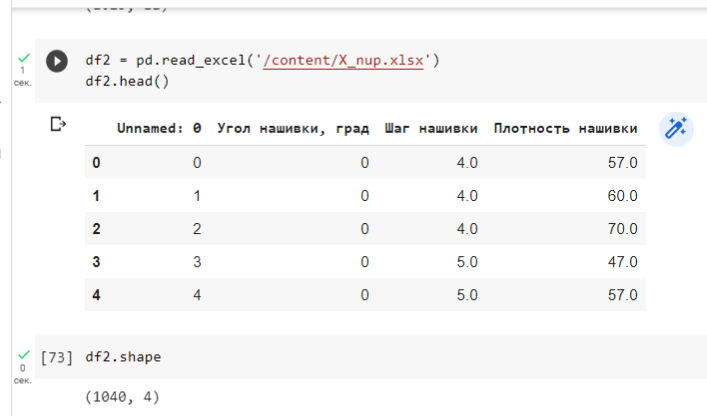 df2 = pd.read_excel('/content/X_nup.xlsx')
1
сек.
df2.head()
Unnamed: 0 Угол нашивки, град Шаг нашивки Плотность нашивки
0 0 0 4.0 57.0
1 1 0 4.0 60.0
2 2 0 4.0 70.0
3 3 0 5.0 47.0
4 4 0 5.0 57.0
[73] df2.shape
0
сек.
(1040, 4)